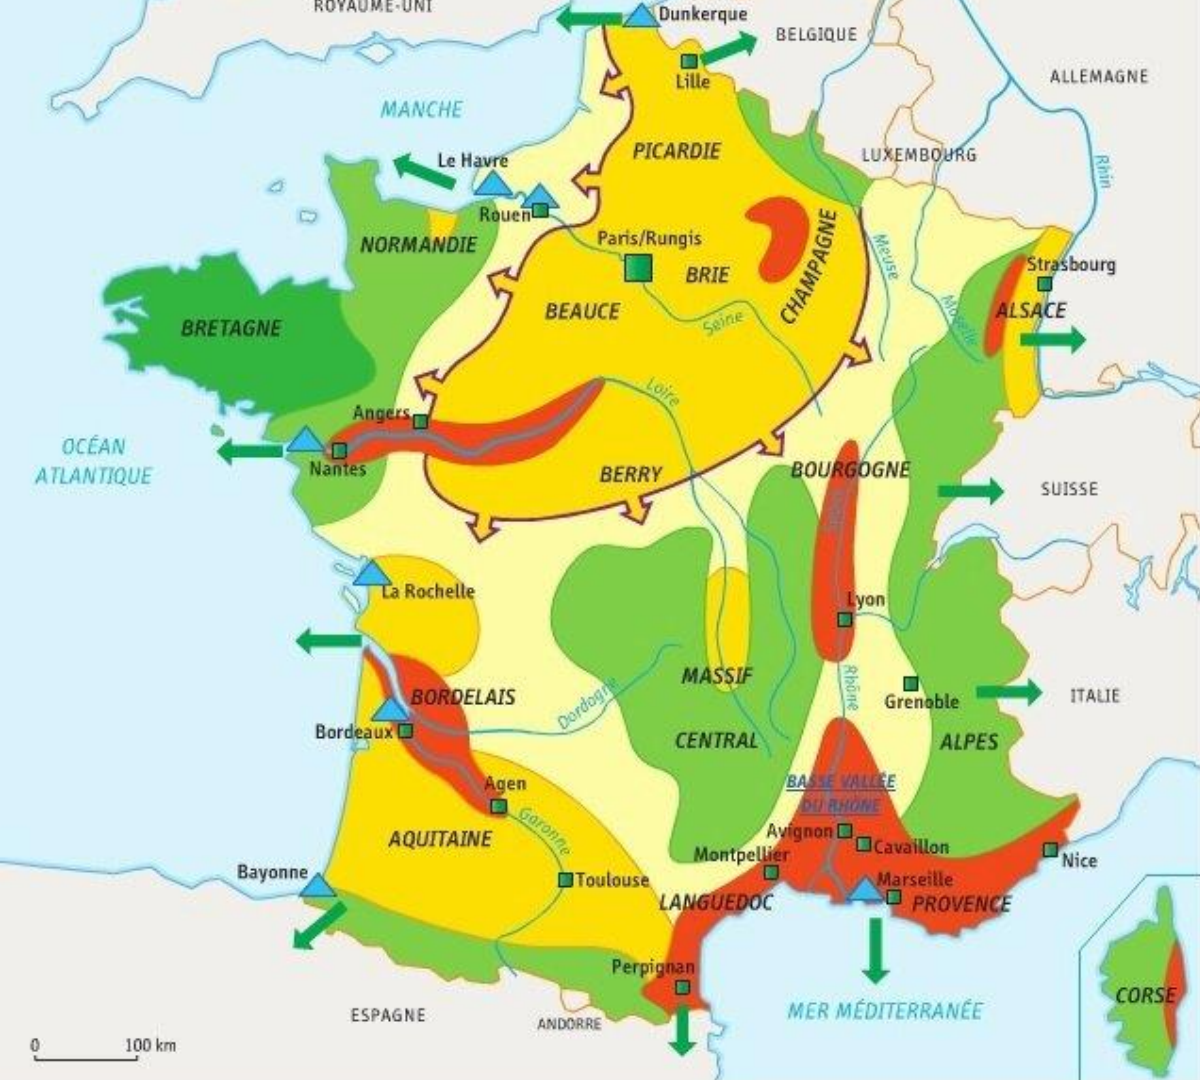 ROYAUME-UNI
Dunkerque
BELGIQUE
Lille
ALLEMAGNE
MANCHE
PICARDIE
LUXEMBOURG
Le Havre
Rhin
Rouen
NORMANDIE
Paris/Rungis
CHAMPAGNE
Meuse
Strasbourg
BRIE
BEAUCE
Seine
Moselle
ALSACE
BRETAGNE
Loire
Angers
OCÉAN
ATLANTIQUE
Nantes
BERRY
BOURGOGNE
SUISSE
La Rochelle
Lyon
MASSIF
CENTRAL
Rhône
Grenoble
ITALIE
BORDELAIS
Dordogne
Bordeaux
ALPES
Agen
BASSE VALLÉE
DU RHÔNE
AQUITAINE
Garonne
Avignon
Cavaillon
Montpellier
Nice
Bayonne
Toulouse
Marseille
LANGUEDOC
PROVENCE
Perpignan
CORSE
ESPAGNE
ANDORRE
MER MÉDITERRANÉE
0 100 km